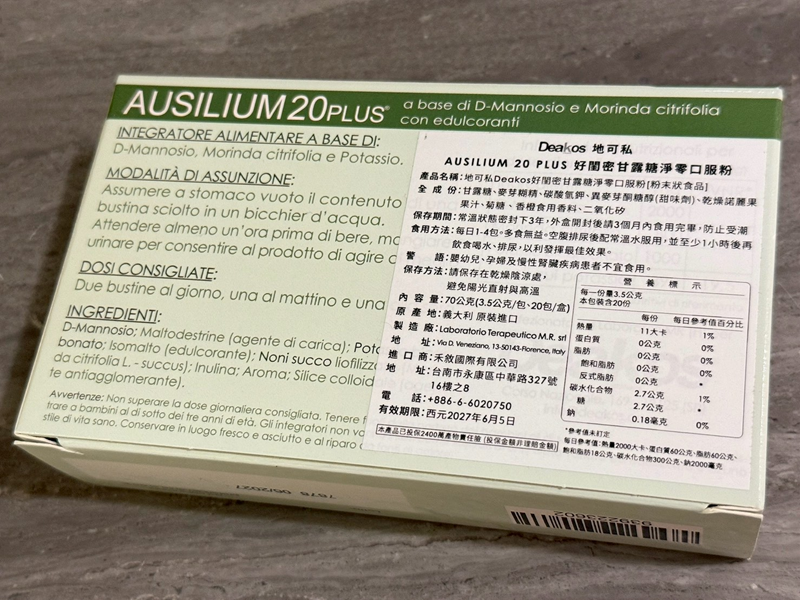 AUSILIUM 20 PLUS®
a base di D-Mannosio e Morinda citrifolia
con edulcoranti
INTEGRATORE ALIMENTARE A BASE DI:
D-Mannosio, Morinda citrifolia e Potassio.
MODALITÀ DI ASSUNZIONE:
Assumere a stomaco vuoto il contenuto
bustina sciolto in un bicchier d'acqua.
Attendere almeno un'ora prima di bere, mc
urinare per consentire al prodotto di agire c
DOSI CONSIGLIATE:
Due bustine al giorno, una al mattino e una
INGREDIENTI:
D-Mannosio; Maltodestrine (agente di carica); Potc
bonato; Isomalto (edulcorante); Noni succo liofilizz
da citrifolia L. - succus); Inulina; Aroma; Silice colloid
te antiagglomerante).
Avvertenze: Non superare la dose giornaliera consigliata. Tenere f
trare a bambini al di sotto dei tre anni di età. Gli integratori non va
stile di vita sano. Conservare in luogo fresco e asciutto e al riparo c
Deakos 地可私
AUSILIUM 20 PLUS 好閨密甘露糖淨零口服粉
產品名稱:地可私Deakos好閨密甘露糖淨零口服粉[粉末狀食品]
全 成 份:甘露糖、麥芽糊精、碳酸氫鉀、異麥芽酮糖醇(甜味劑)、乾燥諾麗果
果汁、菊糖、香橙食用香料、二氧化矽
保存期間:常溫狀態密封下3年,外盒開封後請3個月內食用完畢,防止受潮
食用方法:每日1-4包。多食無益。空腹排尿後配常溫水服用,並至少1小時後再
飲食喝水、排尿,以利發揮最佳效果。
警 語:嬰幼兒、孕婦及慢性腎臟疾病患者不宜食用。
保存方法:請保存在乾燥陰涼處,
避免陽光直射與高溫
內 容 量:70公克(3.5公克/包、20包/盒)
原 產 地:義大利 原裝進口
製 造 廠:Laboratorio Terapeutico M.R. srl
地 址:Via D. Veneziano, 13-50143-Florence, Italy
進 口 商:禾敘國際有限公司
地 址:台南市永康區中華路327號
16樓之8
電 話:+886-6-6020750
有效期限:西元2027年6月5日
本產品已投保2400萬產物責任險 (投保金額非理賠金額)
營 養 標 示
每一份量3.5公克
本包裝含20份
每份 每日參考值百分比
熱量 11大卡 1%
蛋白質 0公克 0%
脂肪 0公克 0%
飽和脂肪 0公克 0%
反式脂肪 0公克 *
碳水化合物 2.7公克 1%
糖 2.7公克 *
鈉 0.18毫克 0%
*參考值未訂定
每日參考值:熱量2000大卡、蛋白質60公克、脂肪60公克、
飽和脂肪18公克、碳水化合物300公克、鈉2000毫克
1578 05/2027
939223602